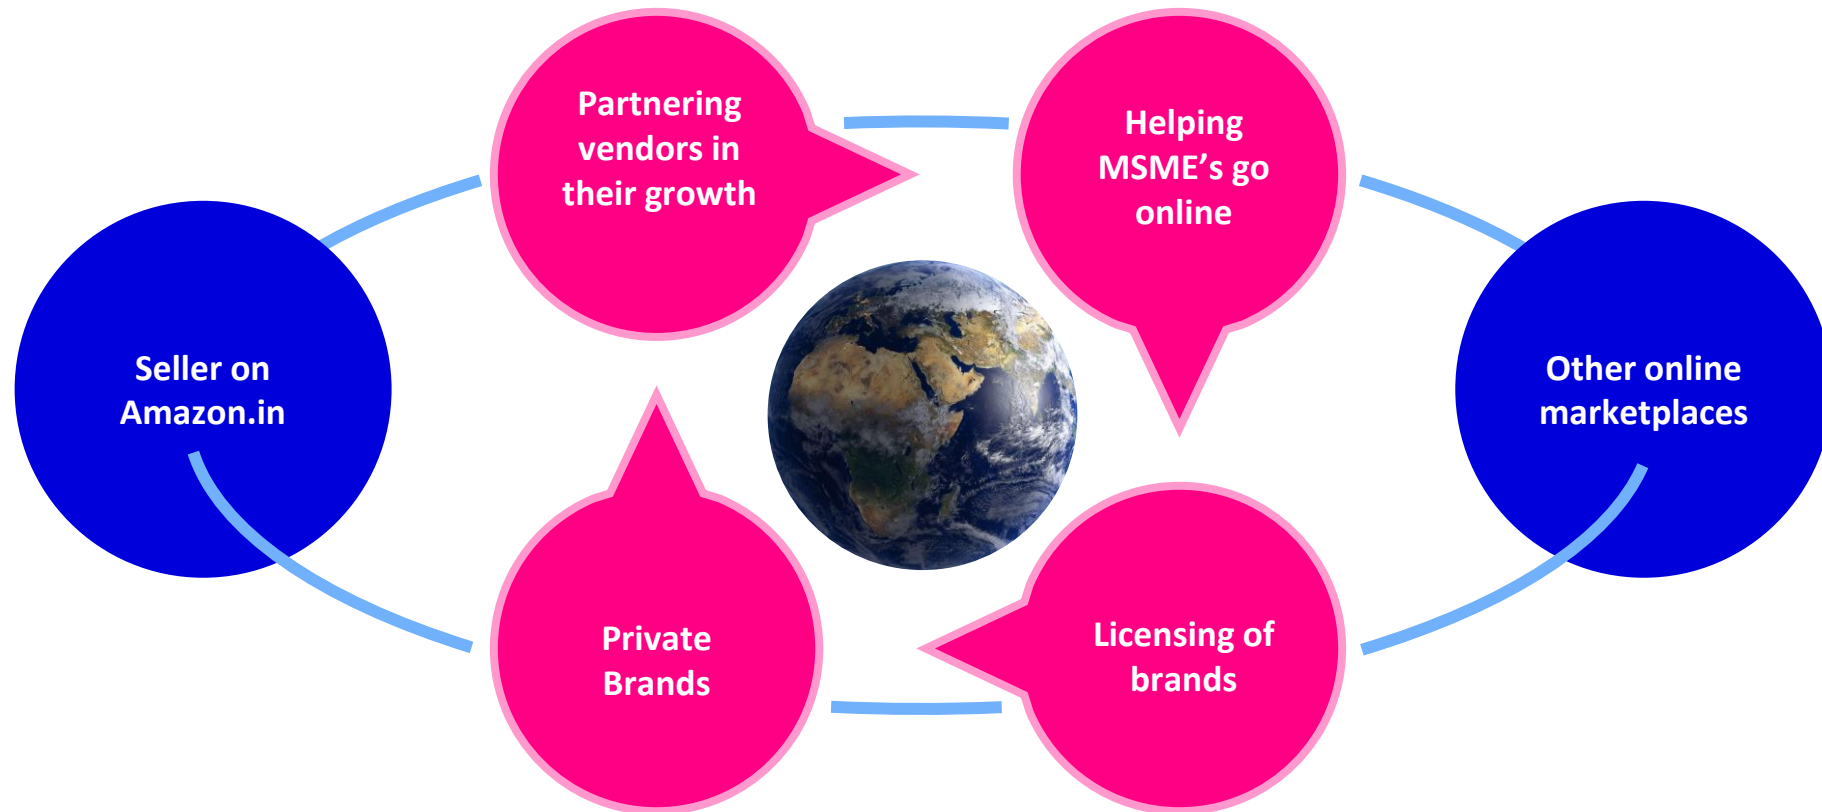 Partnering
vendors in
their growth
Helping
MSME’s go
online
Seller on
Amazon.in
Other online
marketplaces
Private
Brands
Licensing of
brands